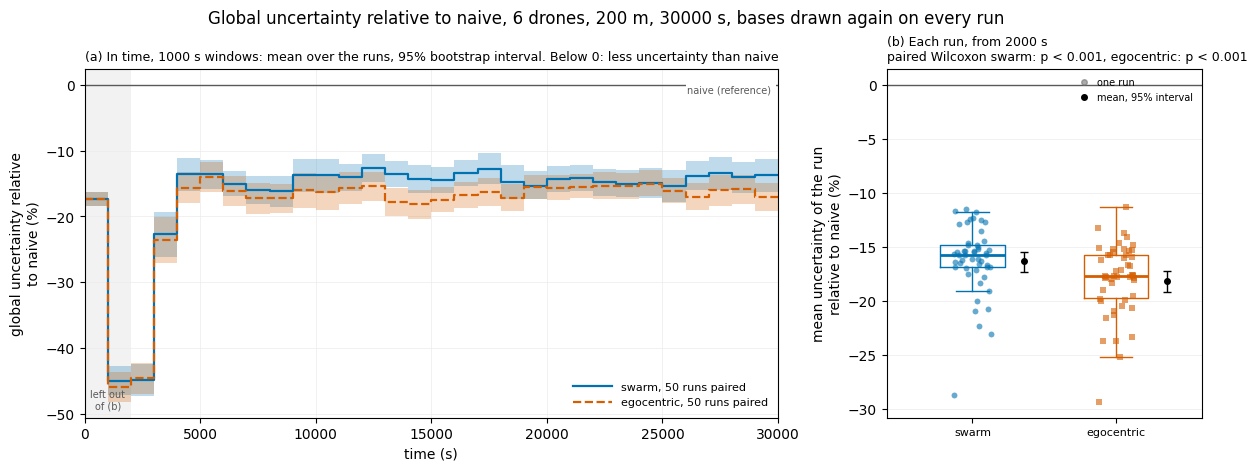 Global uncertainty relative to naive, 6 drones, 200 m, 30000 s, bases drawn again on every run
(a) In time, 1000 s windows: mean over the runs, 95% bootstrap interval. Below 0: less uncertainty than naive
global uncertainty relative
to naive (%)
0
−10
−20
−30
−40
−50
naive (reference)
left out
of (b)
swarm, 50 runs paired
egocentric, 50 runs paired
0
5000
10000
15000
20000
25000
30000
time (s)
(b) Each run, from 2000 s
paired Wilcoxon swarm: p < 0.001, egocentric: p < 0.001
mean uncertainty of the run
relative to naive (%)
0
−5
−10
−15
−20
−25
−30
one run
mean, 95% interval
swarm
egocentric